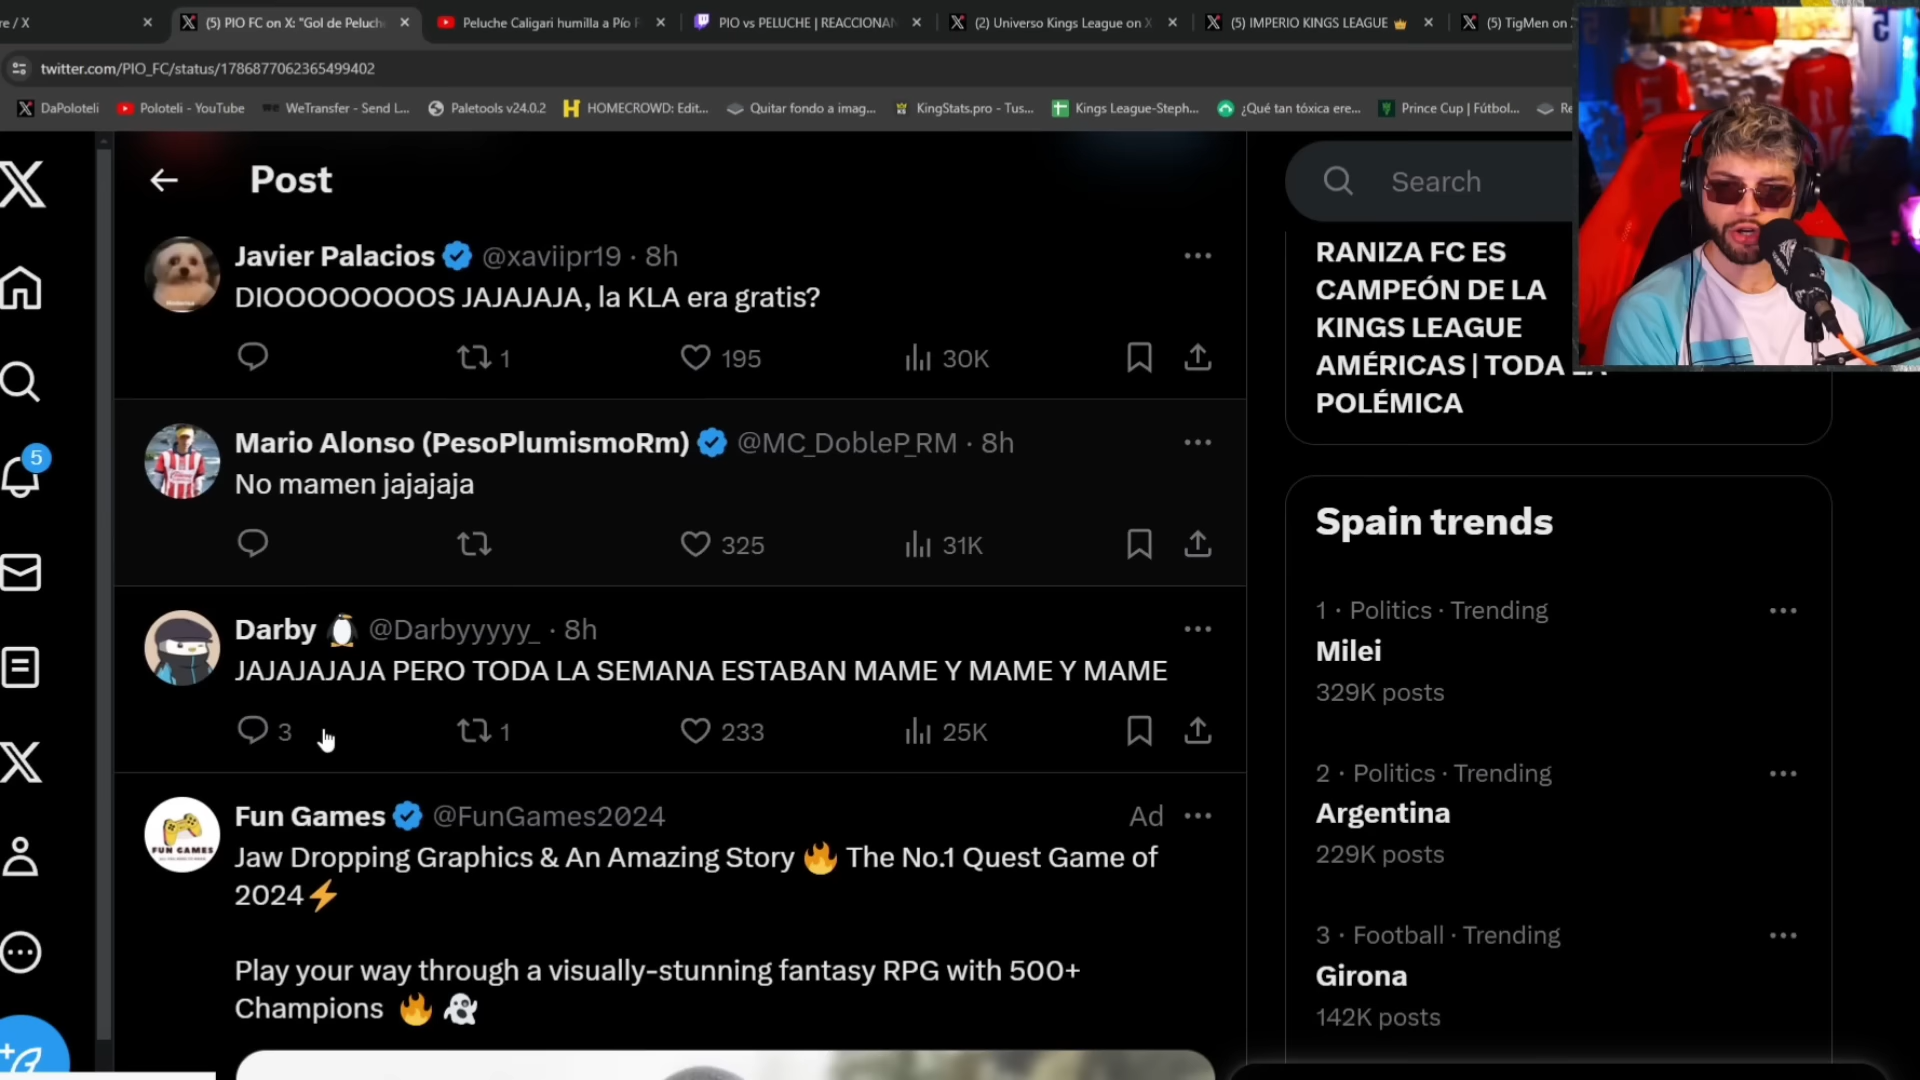 e / X
(5) PIO FC on X: "Gol de Peluch
Peluche Caligari humilla a Pío F
PIO vs PELUCHE | REACCIONAN
(2) Universo Kings League on X
(5) IMPERIO KINGS LEAGUE 👑
(5) TigMen on
twitter.com/PIO_FC/status/1786877062365499402
DaPoloteli
Poloteli - YouTube
WeTransfer - Send L...
Paletools v24.0.2
HOMECROWD: Edit...
Quitar fondo a imag...
KingStats.pro - Tus...
Kings League-Steph...
¿Qué tan tóxica ere...
Prince Cup | Fútbol...
Re
Post
Search
Javier Palacios @xaviipr19 · 8h
DIOOOOOOOOS JAJAJAJA, la KLA era gratis?
1 195 30K
Mario Alonso (PesoPlumismoRm) @MC_DobleP_RM · 8h
No mamen jajajaja
325 31K
5
Darby 🐧 @Darbyyyyy_ · 8h
JAJAJAJAJA PERO TODA LA SEMANA ESTABAN MAME Y MAME Y MAME
3 1 233 25K
FUN GAMES
Fun Games @FunGames2024 Ad
Jaw Dropping Graphics & An Amazing Story 🔥 The No.1 Quest Game of
2024⚡
Play your way through a visually-stunning fantasy RPG with 500+
Champions 🔥 👻
RANIZA FC ES
CAMPEÓN DE LA
KINGS LEAGUE
AMÉRICAS | TODA LA
POLÉMICA
Spain trends
1 · Politics · Trending
Milei
329K posts
2 · Politics · Trending
Argentina
229K posts
3 · Football · Trending
Girona
142K posts